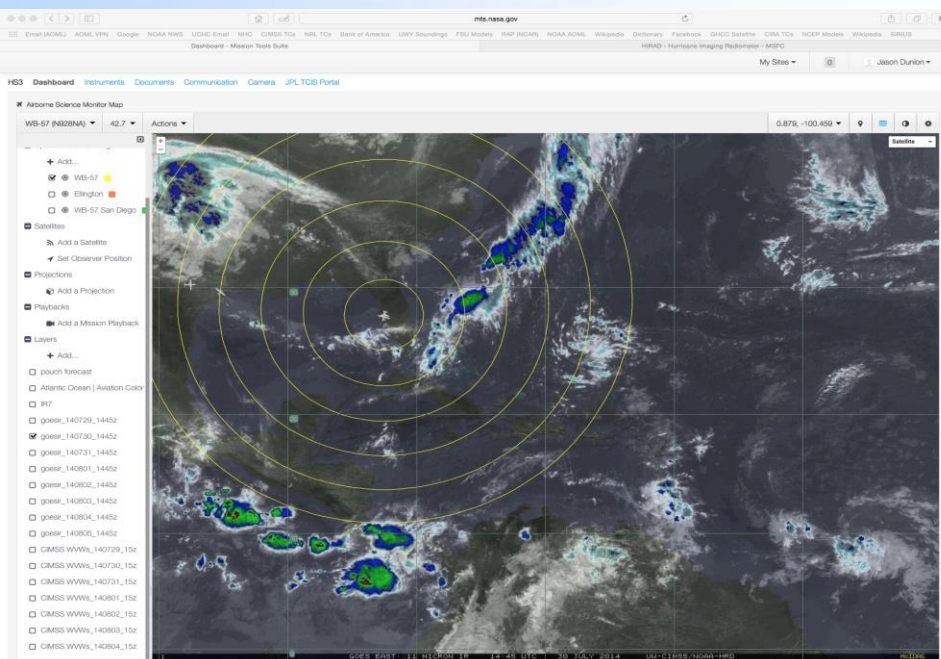 mts.nasa.gov
Email (AOML) AOML VPN Google NOAA NWS UCHC Email NHC CIMSS TCs NRL TCs Bank of America UWY Soundings FSU Models RAP (NCAR) NOAA AOML Wikipedia Dictionary Facebook GHCC Satellite CIRA TCs NCEP Models Wikipedia SIRIUS
Dashboard - Mission Tools Suite HIRAD - Hurricane Imaging Radiometer - MSFC
My Sites 0 Jason Dunion
HS3 Dashboard Instruments Documents Communication Camera JPL TCIS Portal
Airborne Science Monitor Map
WB-57 (N928NA) 42.7 Actions 0.879, -100.459
Satellite
+ Add...
WB-57
Ellington
WB-57 San Diego
Satellites
Add a Satellite
Set Observer Position
Projections
Add a Projection
Playbacks
Add a Mission Playback
Layers
+ Add...
pouch forecast
Atlantic Ocean | Aviation Color
IR7
goesir_140729_1445z
goesir_140730_1445z
goesir_140731_1445z
goesir_140801_1445z
goesir_140802_1445z
goesir_140803_1445z
goesir_140804_1445z
goesir_140805_1445z
CIMSS WVWs_140729_15z
CIMSS WVWs_140730_15z
CIMSS WVWs_140731_15z
CIMSS WVWs_140801_15z
CIMSS WVWs_140802_15z
CIMSS WVWs_140803_15z
CIMSS WVWs_140804_15z
1 GOES EAST 11 MICRON IR 14:45 UTC 30 JULY 2014 UW-CIMSS/NOAA-HRD McIDAS